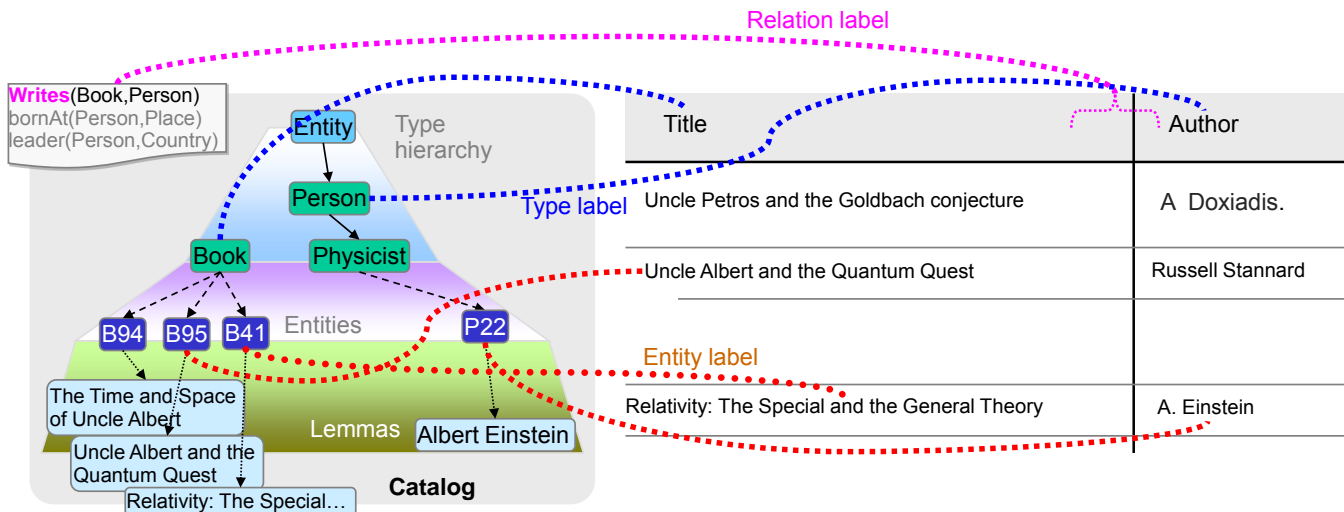 Relation label
Writes(Book,Person)
bornAt(Person,Place)
leader(Person,Country)
Entity
Type
hierarchy
Title
Author
Person
Type label
Uncle Petros and the Goldbach conjecture
A Doxiadis.
Book
Physicist
Uncle Albert and the Quantum Quest
Russell Stannard
B94
B95
B41
Entities
P22
Entity label
The Time and Space
of Uncle Albert
Relativity: The Special and the General Theory
A. Einstein
Lemmas
Albert Einstein
Uncle Albert and the
Quantum Quest
Catalog
Relativity: The Special…